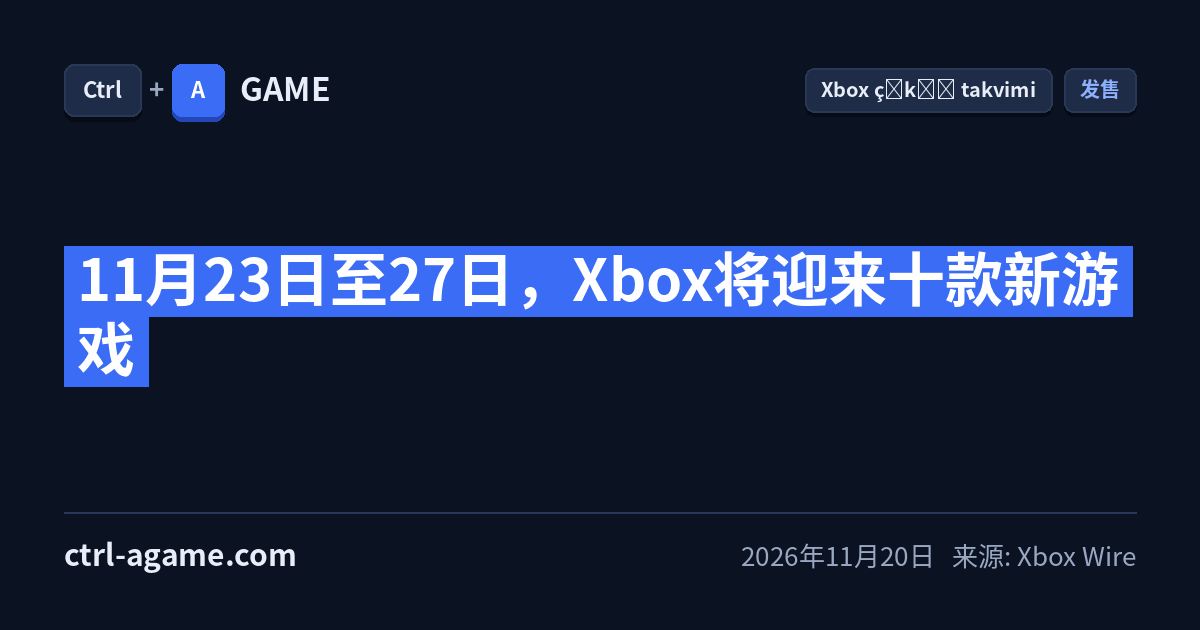 Ctrl + A GAME
Xbox takvimi 发售
11月23日至27日，Xbox将迎来十款新游
戏
ctrl-agame.com
2026年11月20日 来源: Xbox Wire